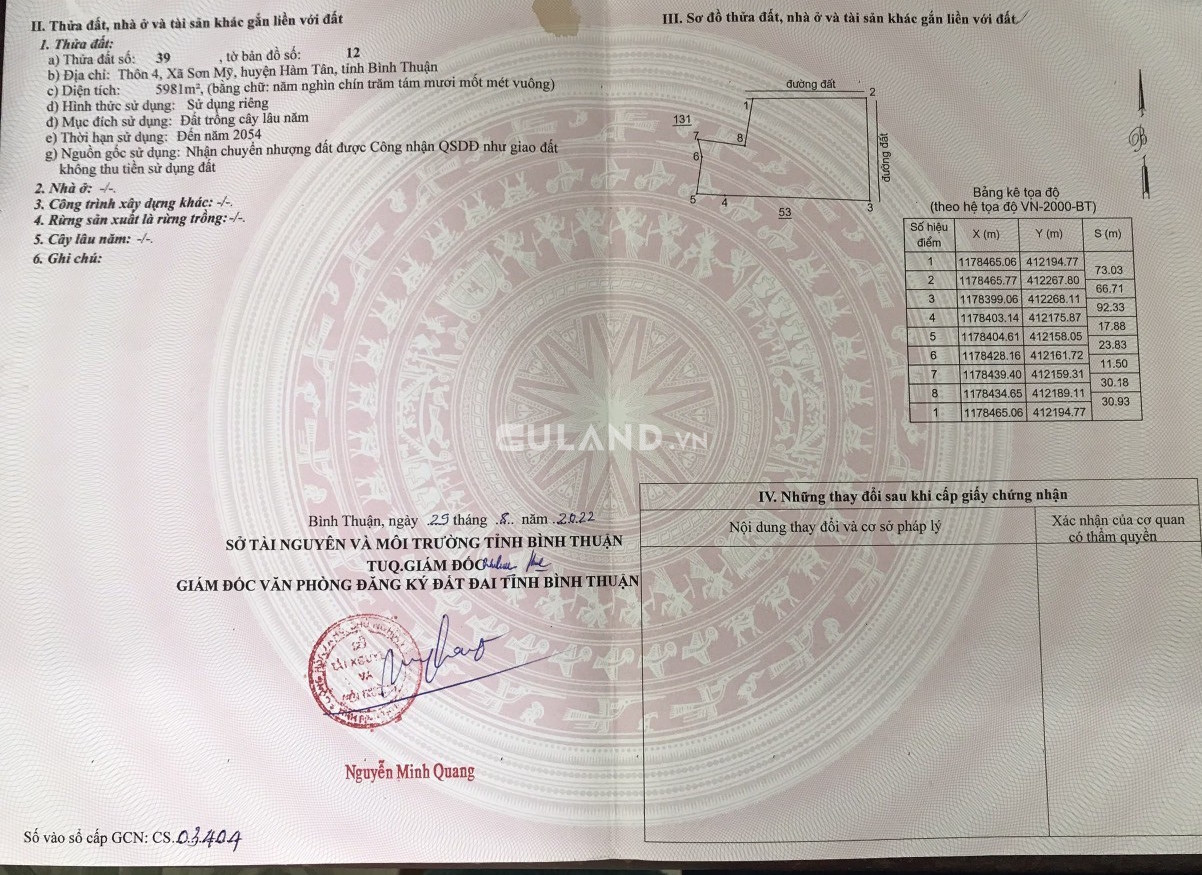 II. Thửa đất, nhà ở và tài sản khác gắn liền với đất
1. Thửa đất:
a) Thửa đất số: 39 , tờ bản đồ số: 12
b) Địa chỉ: Thôn 4, Xã Sơn Mỹ, huyện Hàm Tân, tỉnh Bình Thuận
c) Diện tích: 5981m², (bằng chữ: năm nghìn chín trăm tám mươi mốt mét vuông)
d) Hình thức sử dụng: Sử dụng riêng
đ) Mục đích sử dụng: Đất trồng cây lâu năm
e) Thời hạn sử dụng: Đến năm 2054
g) Nguồn gốc sử dụng: Nhận chuyển nhượng đất được Công nhận QSDĐ như giao đất
không thu tiền sử dụng đất
2. Nhà ở: -/-.
3. Công trình xây dựng khác: -/-.
4. Rừng sản xuất là rừng trồng: -/-.
5. Cây lâu năm: -/-.
6. Ghi chú:
Bình Thuận, ngày 29 tháng 8 năm 2022
SỞ TÀI NGUYÊN VÀ MÔI TRƯỜNG TỈNH BÌNH THUẬN
TUQ.GIÁM ĐỐC
GIÁM ĐỐC VĂN PHÒNG ĐĂNG KÝ ĐẤT ĐAI TỈNH BÌNH THUẬN
SỞ
TÀI NGUYÊN
VÀ
Nguyễn Minh Quang
Số vào sổ cấp GCN: CS.03404
III. Sơ đồ thửa đất, nhà ở và tài sản khác gắn liền với đất
đường đất
1
2
131
7
8
6
đường đất
5
4
3
53
Bảng kê tọa độ
(theo hệ tọa độ VN-2000-BT)
Số hiệu điểm X (m) Y (m) S (m)
1 1178465.06 412194.77
73.03
2 1178465.77 412267.80
66.71
3 1178399.06 412268.11
92.33
4 1178403.14 412175.87
17.88
5 1178404.61 412158.05
23.83
6 1178428.16 412161.72
11.50
7 1178439.40 412159.31
30.18
8 1178434.65 412189.11
30.93
1 1178465.06 412194.77
GULAND.VN
IV. Những thay đổi sau khi cấp giấy chứng nhận
Nội dung thay đổi và cơ sở pháp lý
Xác nhận của cơ quan
có thẩm quyền